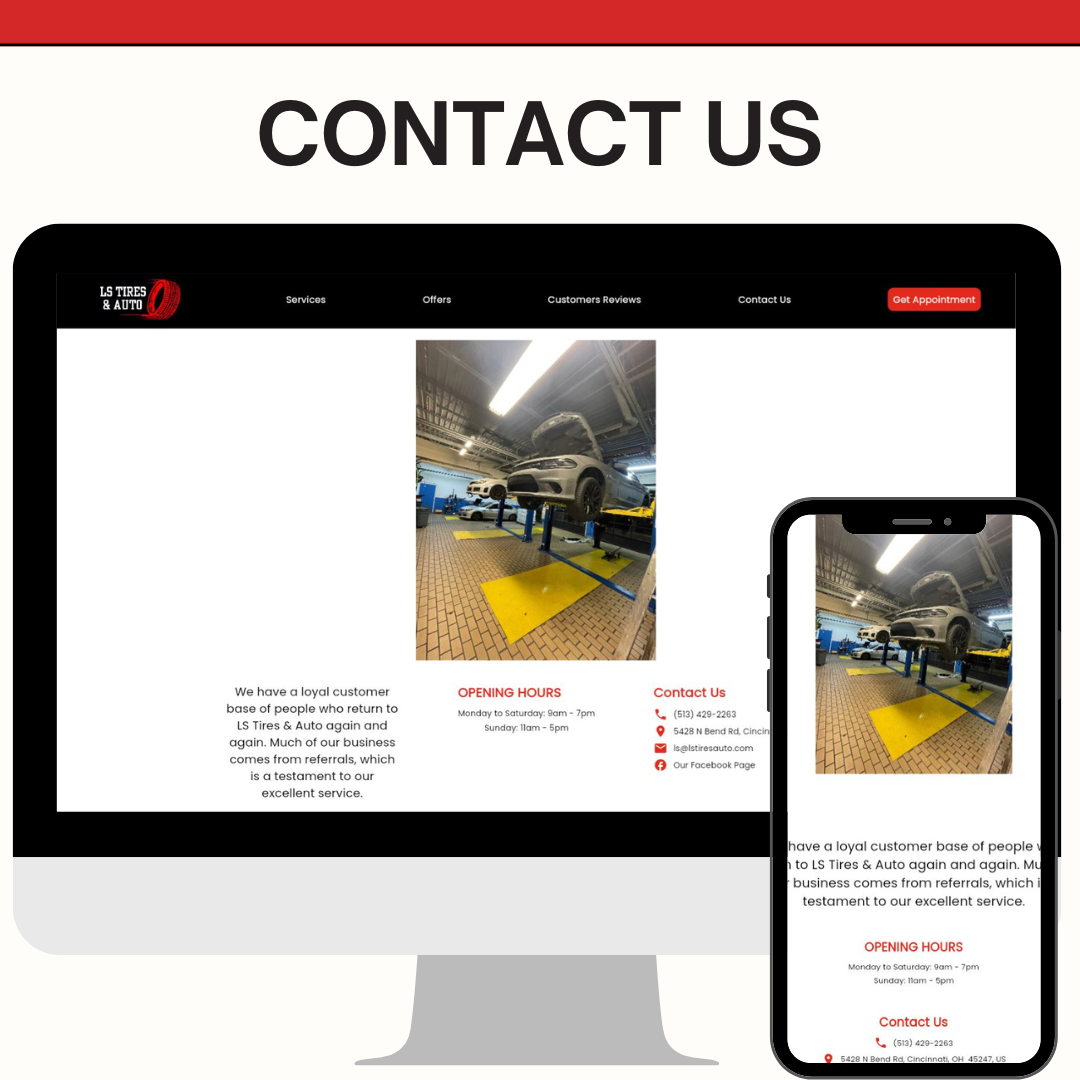 CONTACT US
LS TIRES
& AUTO
Services
Offers
Customers Reviews
Contact Us
Get Appointment
We have a loyal customer
base of people who return to
LS Tires & Auto again and
again. Much of our business
comes from referrals, which
is a testament to our
excellent service.
OPENING HOURS
Monday to Saturday: 9am - 7pm
Sunday: 11am - 5pm
Contact Us
(513) 429-2263
5428 N Bend Rd, Cincin
ls@lstiresauto.com
Our Facebook Page
have a loyal customer base of people
to LS Tires & Auto again and again. Mu
business comes from referrals, which
testament to our excellent service.
OPENING HOURS
Monday to Saturday: 9am - 7pm
Sunday: 11am - 5pm
Contact Us
(513) 429-2263
5428 N Bend Rd, Cincinnati, OH 45247, US